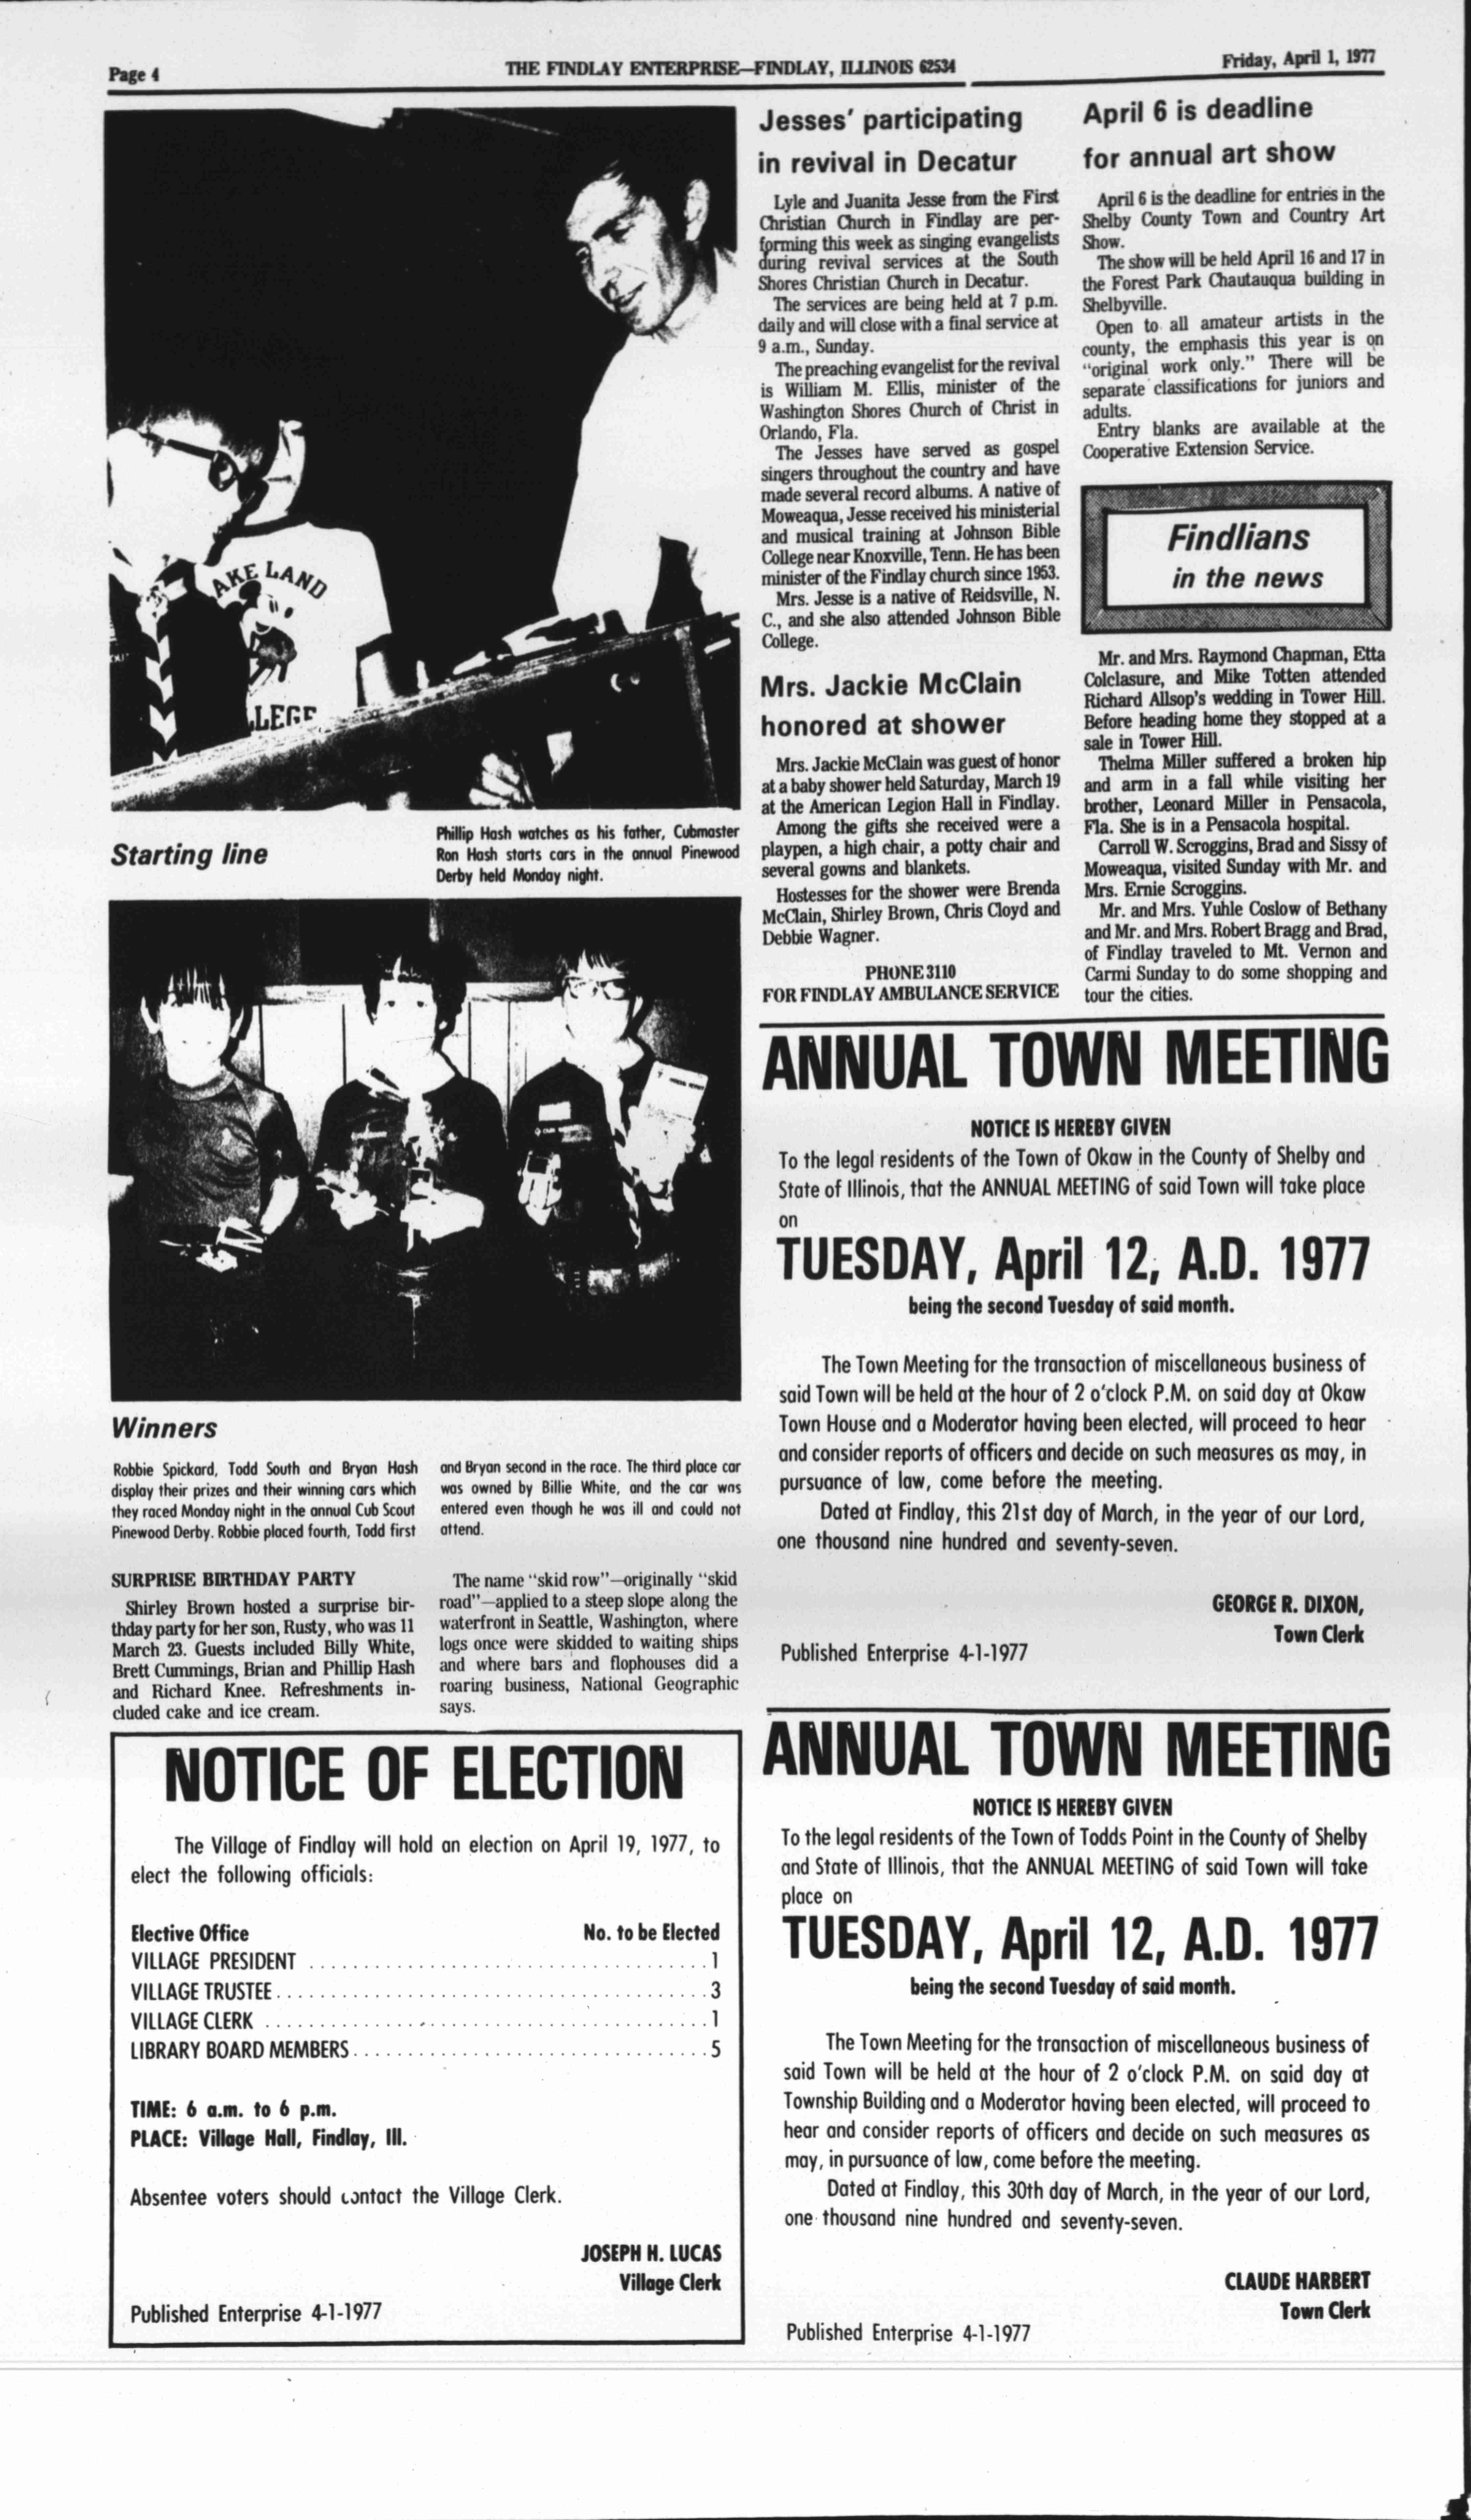 Page 4
THE FINDLAY ENTERPRISE—FINDLAY, ILLINOIS 62534
Friday, April 1, 1977
AKE LAND
LLEGE
Starting line
Phillip Hash watches as his father, Cubmaster
Ron Hash starts cars in the annual Pinewood
Derby held Monday night.
Winners
Robbie Spickard, Todd South and Bryan Hash
display their prizes and their winning cars which
they raced Monday night in the annual Cub Scout
Pinewood Derby. Robbie placed fourth, Todd first
and Bryan second in the race. The third place car
was owned by Billie White, and the car was
entered even though he was ill and could not
attend.
SURPRISE BIRTHDAY PARTY
Shirley Brown hosted a surprise bir-
thday party for her son, Rusty, who was 11
March 23. Guests included Billy White,
Brett Cummings, Brian and Phillip Hash
and Richard Knee. Refreshments in-
cluded cake and ice cream.
The name "skid row"—originally "skid
road"—applied to a steep slope along the
waterfront in Seattle, Washington, where
logs once were skidded to waiting ships
and where bars and flophouses did a
roaring business, National Geographic
says.
NOTICE OF ELECTION
The Village of Findlay will hold an election on April 19, 1977, to
elect the following officials:
Elective Office No. to be Elected
VILLAGE PRESIDENT ..................................... 1
VILLAGE TRUSTEE ........................................ 3
VILLAGE CLERK ......................................... 1
LIBRARY BOARD MEMBERS ................................. 5
TIME: 6 a.m. to 6 p.m.
PLACE: Village Hall, Findlay, Ill.
Absentee voters should contact the Village Clerk.
JOSEPH H. LUCAS
Village Clerk
Published Enterprise 4-1-1977
Jesses' participating
in revival in Decatur
Lyle and Juanita Jesse from the First
Christian Church in Findlay are per-
forming this week as singing evangelists
during revival services at the South
Shores Christian Church in Decatur.
The services are being held at 7 p.m.
daily and will close with a final service at
9 a.m., Sunday.
The preaching evangelist for the revival
is William M. Ellis, minister of the
Washington Shores Church of Christ in
Orlando, Fla.
The Jesses have served as gospel
singers throughout the country and have
made several record albums. A native of
Moweaqua, Jesse received his ministerial
and musical training at Johnson Bible
College near Knoxville, Tenn. He has been
minister of the Findlay church since 1953.
Mrs. Jesse is a native of Reidsville, N.
C., and she also attended Johnson Bible
College.
Mrs. Jackie McClain
honored at shower
Mrs. Jackie McClain was guest of honor
at a baby shower held Saturday, March 19
at the American Legion Hall in Findlay.
Among the gifts she received were a
playpen, a high chair, a potty chair and
several gowns and blankets.
Hostesses for the shower were Brenda
McClain, Shirley Brown, Chris Cloyd and
Debbie Wagner.
PHONE 3110
FOR FINDLAY AMBULANCE SERVICE
April 6 is deadline
for annual art show
April 6 is the deadline for entries in the
Shelby County Town and Country Art
Show.
The show will be held April 16 and 17 in
the Forest Park Chautauqua building in
Shelbyville.
Open to all amateur artists in the
county, the emphasis this year is on
"original work only." There will be
separate classifications for juniors and
adults.
Entry blanks are available at the
Cooperative Extension Service.
Findlians
in the news
Mr. and Mrs. Raymond Chapman, Etta
Colclasure, and Mike Totten attended
Richard Allsop's wedding in Tower Hill.
Before heading home they stopped at a
sale in Tower Hill.
Thelma Miller suffered a broken hip
and arm in a fall while visiting her
brother, Leonard Miller in Pensacola,
Fla. She is in a Pensacola hospital.
Carroll W. Scroggins, Brad and Sissy of
Moweaqua, visited Sunday with Mr. and
Mrs. Ernie Scroggins.
Mr. and Mrs. Yuhle Coslow of Bethany
and Mr. and Mrs. Robert Bragg and Brad,
of Findlay traveled to Mt. Vernon and
Carmi Sunday to do some shopping and
tour the cities.
ANNUAL TOWN MEETING
NOTICE IS HEREBY GIVEN
To the legal residents of the Town of Okaw in the County of Shelby and
State of Illinois, that the ANNUAL MEETING of said Town will take place
on
TUESDAY, April 12, A.D. 1977
being the second Tuesday of said month.
The Town Meeting for the transaction of miscellaneous business of
said Town will be held at the hour of 2 o'clock P.M. on said day at Okaw
Town House and a Moderator having been elected, will proceed to hear
and consider reports of officers and decide on such measures as may, in
pursuance of law, come before the meeting.
Dated at Findlay, this 21st day of March, in the year of our Lord,
one thousand nine hundred and seventy-seven.
GEORGE R. DIXON,
Town Clerk
Published Enterprise 4-1-1977
ANNUAL TOWN MEETING
NOTICE IS HEREBY GIVEN
To the legal residents of the Town of Todds Point in the County of Shelby
and State of Illinois, that the ANNUAL MEETING of said Town will take
place on
TUESDAY, April 12, A.D. 1977
being the second Tuesday of said month.
The Town Meeting for the transaction of miscellaneous business of
said Town will be held at the hour of 2 o'clock P.M. on said day at
Township Building and a Moderator having been elected, will proceed to
hear and consider reports of officers and decide on such measures as
may, in pursuance of law, come before the meeting.
Dated at Findlay, this 30th day of March, in the year of our Lord,
one thousand nine hundred and seventy-seven.
CLAUDE HARBERT
Town Clerk
Published Enterprise 4-1-1977